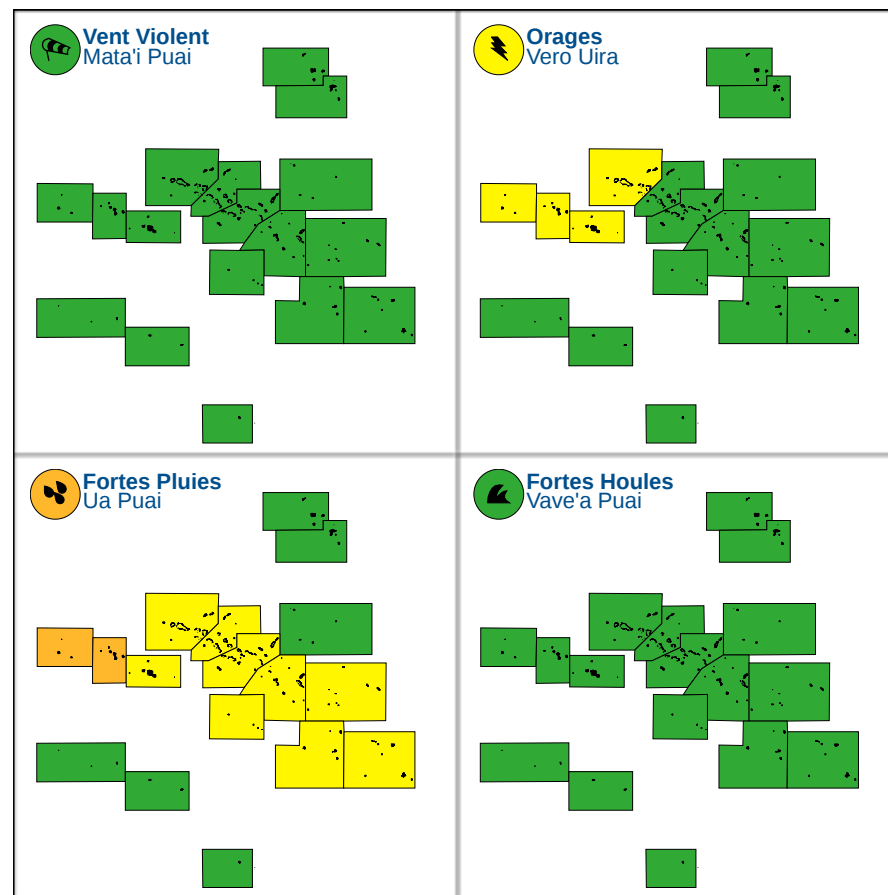 Vent Violent
Mata'i Puai
Orages
Vero Uira
Fortes Pluies
Ua Puai
Fortes Houles
Vave'a Puai